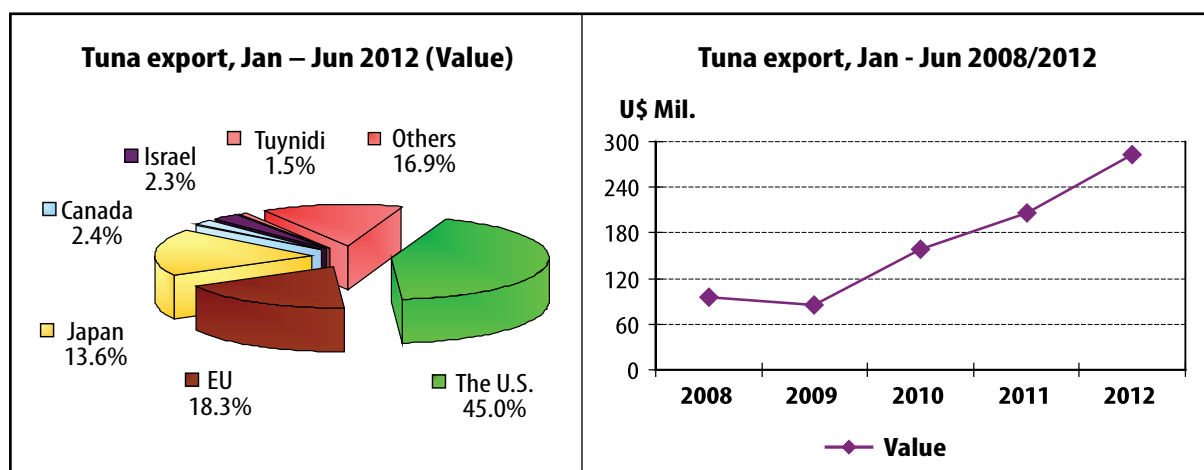 Tuna export, Jan – Jun 2012 (Value)
Tuynidi
1.5%
Others
16.9%
Israel
2.3%
Canada
2.4%
Japan
13.6%
EU
18.3%
The U.S.
45.0%
Tuna export, Jan - Jun 2008/2012
U$ Mil.
300
240
180
120
60
0
2008 2009 2010 2011 2012
Value